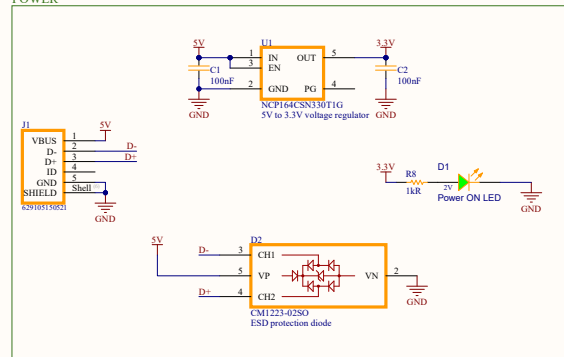 POWER
5V
U1
3.3V
C1
100nF
1
IN
OUT
5
3
EN
C2
100nF
2
GND
PG
4
GND
GND
NCP164CSN330T1G
5V to 3.3V voltage regulator
J1
VBUS
1
5V
D-
2
D-
D+
3
D+
ID
4
GND
5
SHIELD
Shell
629105150521
GND
3.3V
R8
1kR
D1
2V
Power ON LED
GND
5V
D2
D-
3
CH1
5
VP
VN
2
D+
4
CH2
GND
CM1223-02SO
ESD protection diode